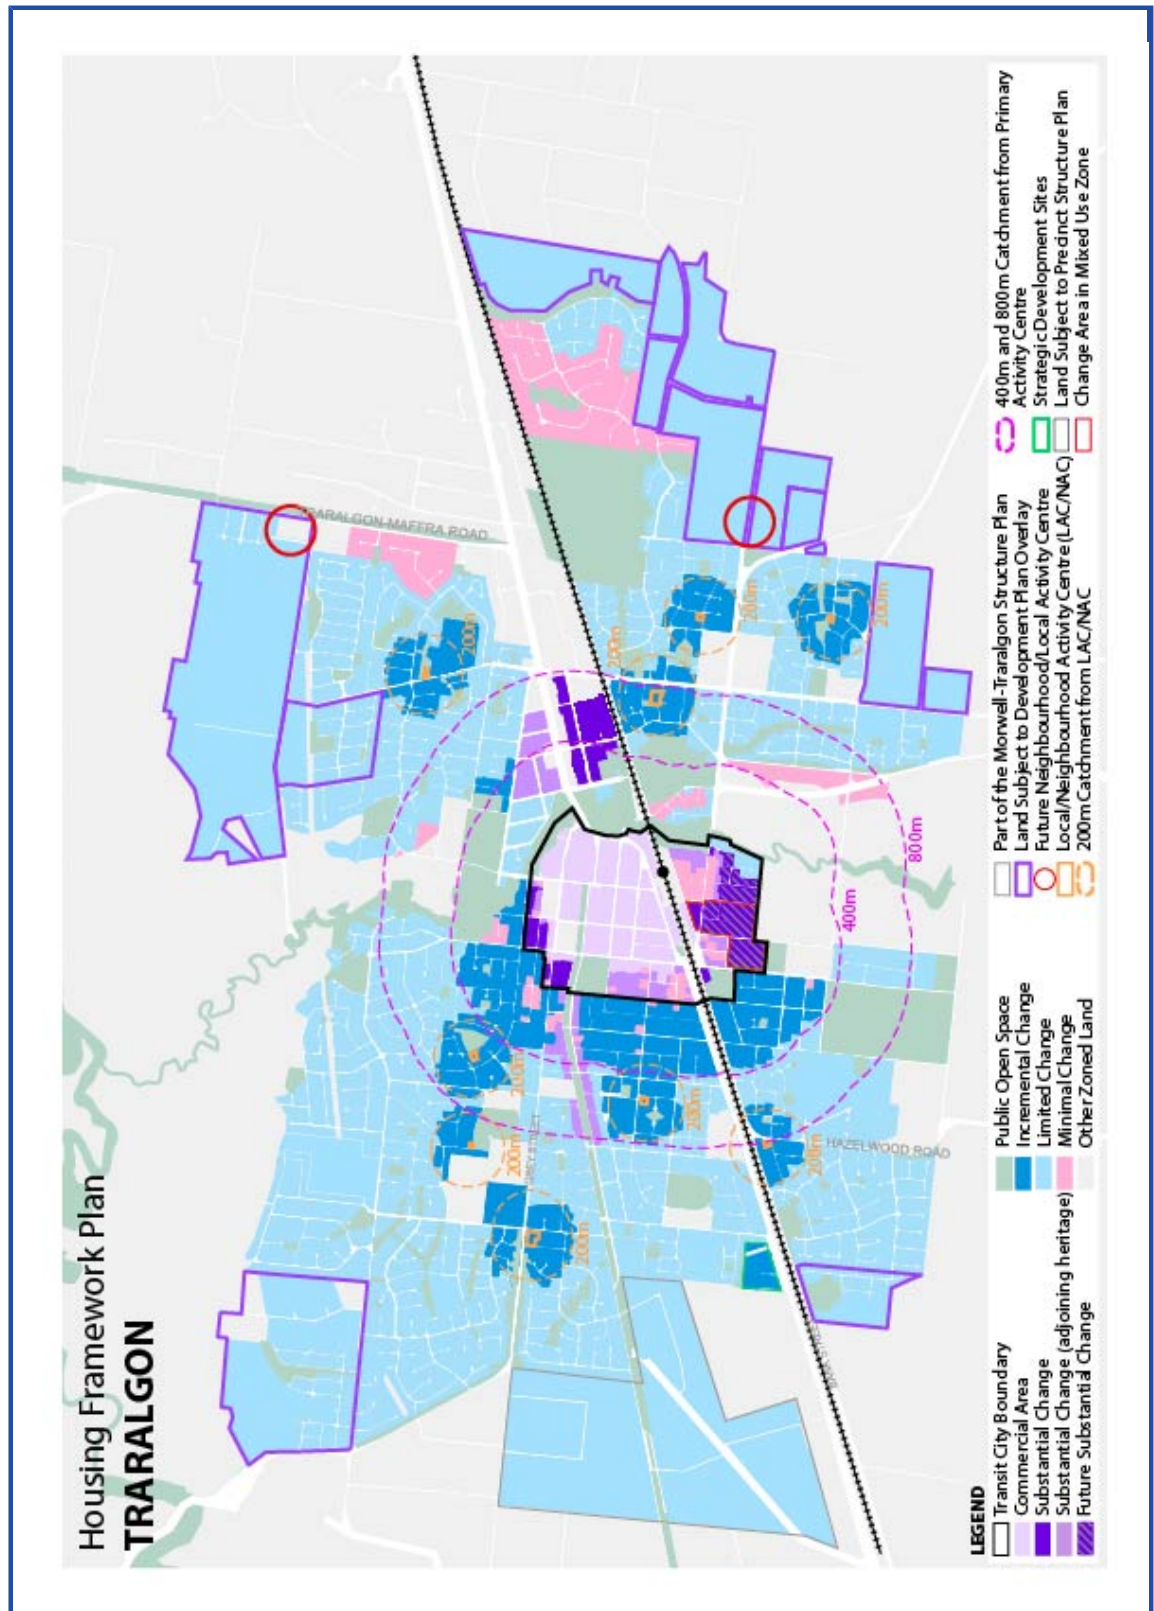 Housing Framework Plan
TRARALGON
TRARALGON-MAFFRA ROAD
HAZELWOOD ROAD
200m
200m
200m
200m
200m
200m
200m
200m
200m
200m
400m
800m
LEGEND
Transit City Boundary
Commercial Area
Substantial Change
Substantial Change (adjoining heritage)
Future Substantial Change
Public Open Space
Incremental Change
Limited Change
Minimal Change
Other Zoned Land
Part of the Morwell-Traralgon Structure Plan
Land Subject to Development Plan Overlay
Future Neighbourhood/Local Activity Centre
Local/Neighbourhood Activity Centre (LAC/NAC)
200m Catchment from LAC/NAC
400m and 800m Catchment from Primary
Activity Centre
Strategic Development Sites
Land Subject to Precinct Structure Plan
Change Area in Mixed Use Zone